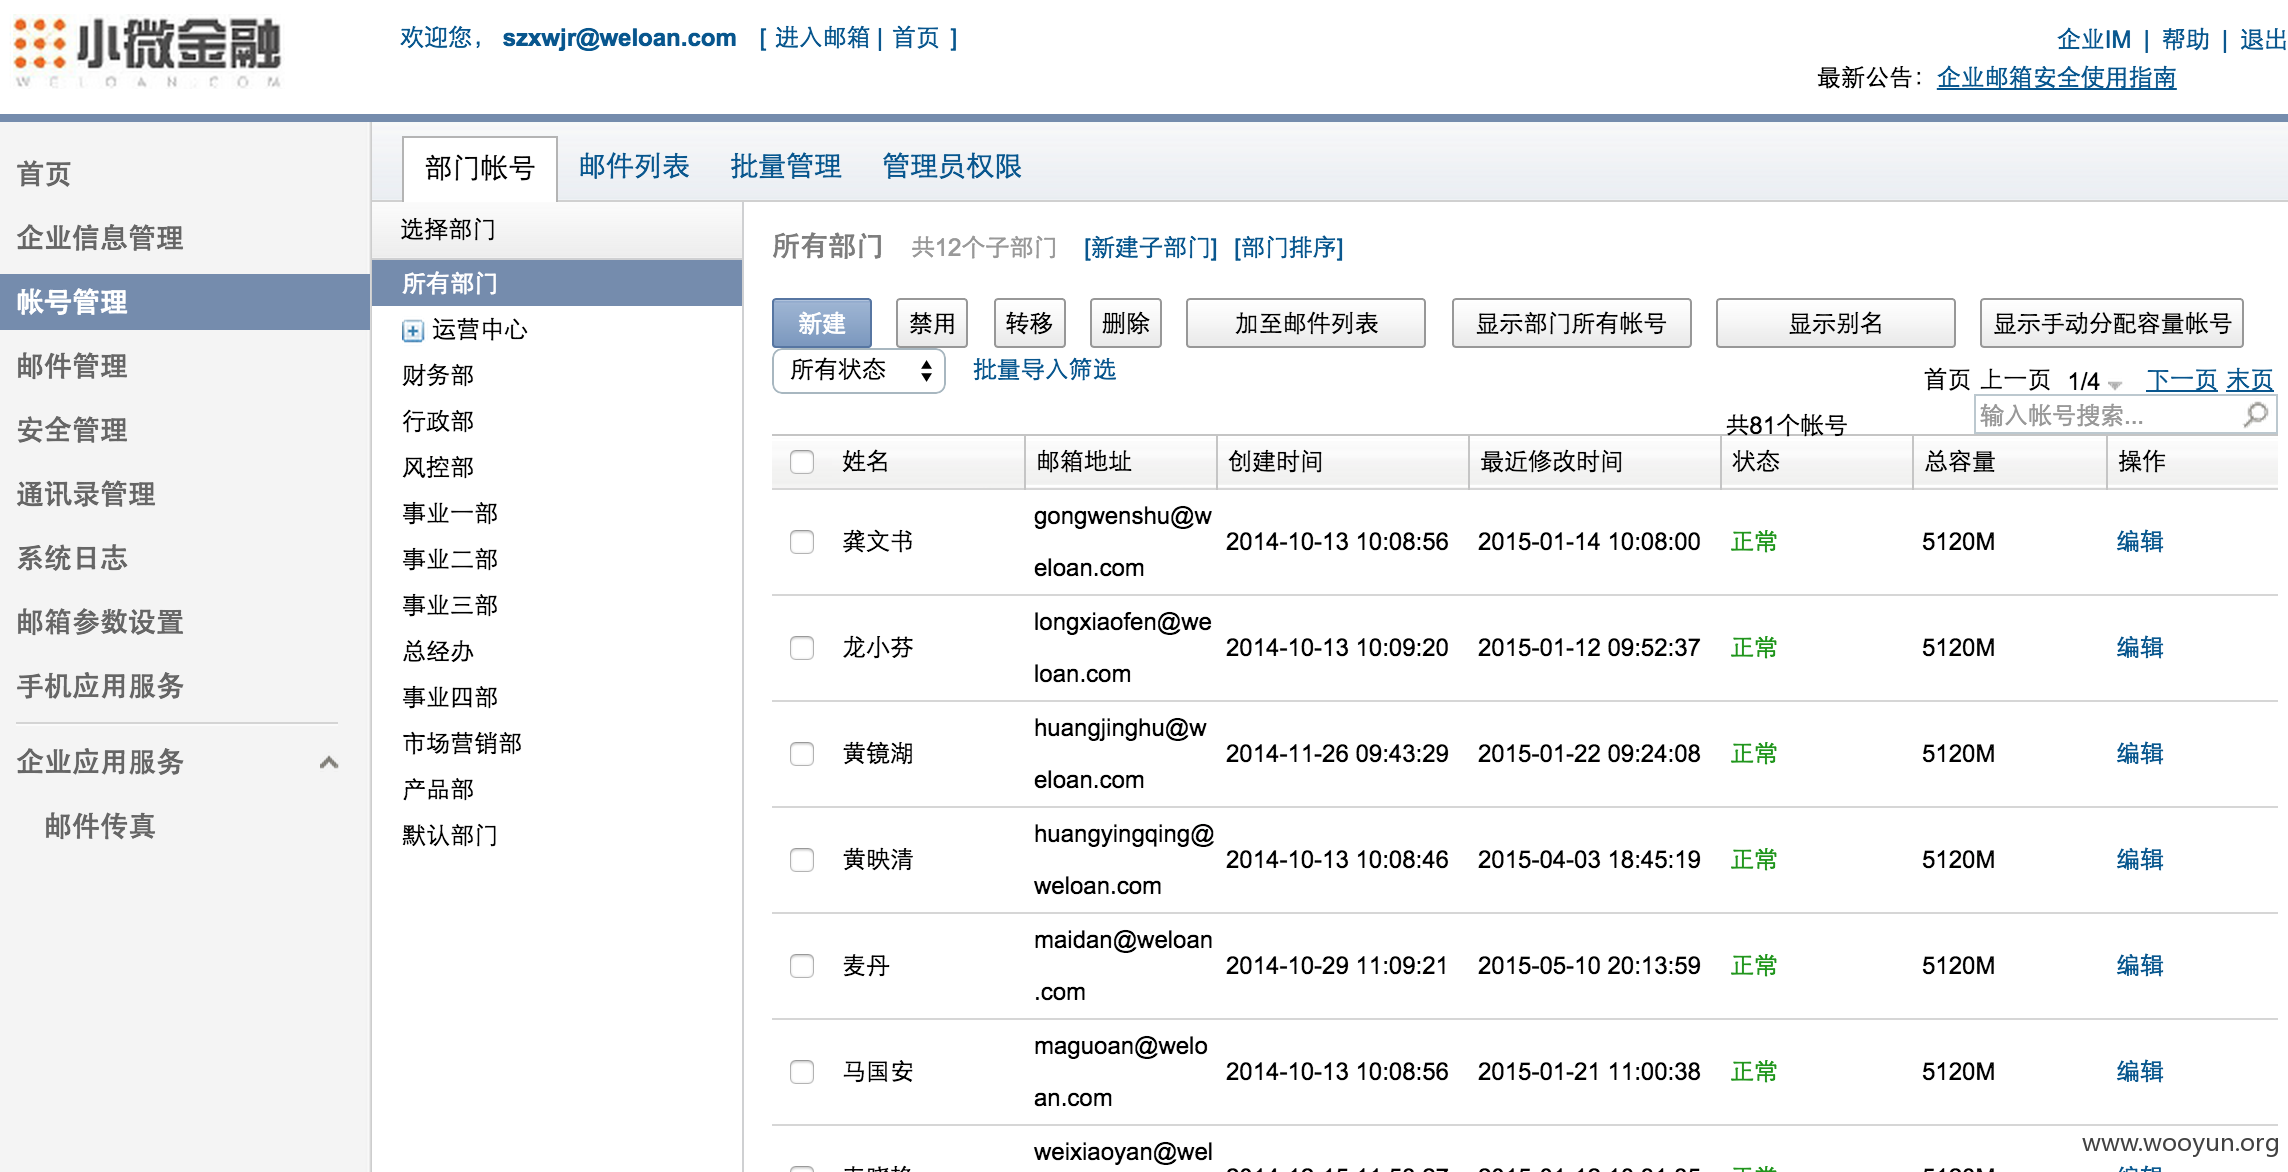 小微金融
WELOAN.COM
欢迎您， szxwjr@weloan.com [ 进入邮箱 | 首页 ]
企业IM | 帮助 | 退出
最新公告： 企业邮箱安全使用指南
首页
企业信息管理
帐号管理
邮件管理
安全管理
通讯录管理
系统日志
邮箱参数设置
手机应用服务
企业应用服务
邮件传真
部门帐号 邮件列表 批量管理 管理员权限
选择部门
所有部门
运营中心
财务部
行政部
风控部
事业一部
事业二部
事业三部
总经办
事业四部
市场营销部
产品部
默认部门
所有部门 共12个子部门 [新建子部门] [部门排序]
新建 禁用 转移 删除 加至邮件列表 显示部门所有帐号 显示别名 显示手动分配容量帐号
所有状态 批量导入筛选
首页 上一页 1/4 下一页 末页
共81个帐号 输入帐号搜索...
姓名 邮箱地址 创建时间 最近修改时间 状态 总容量 操作
龚文书 gongwenshu@w
eloan.com 2014-10-13 10:08:56 2015-01-14 10:08:00 正常 5120M 编辑
龙小芬 longxiaofen@we
loan.com 2014-10-13 10:09:20 2015-01-12 09:52:37 正常 5120M 编辑
黄镜湖 huangjinghu@w
eloan.com 2014-11-26 09:43:29 2015-01-22 09:24:08 正常 5120M 编辑
黄映清 huangyingqing@
weloan.com 2014-10-13 10:08:46 2015-04-03 18:45:19 正常 5120M 编辑
麦丹 maidan@weloan
.com 2014-10-29 11:09:21 2015-05-10 20:13:59 正常 5120M 编辑
马国安 maguoan@welo
an.com 2014-10-13 10:08:56 2015-01-21 11:00:38 正常 5120M 编辑
weixiaoyan@wel
www.wooyun.org